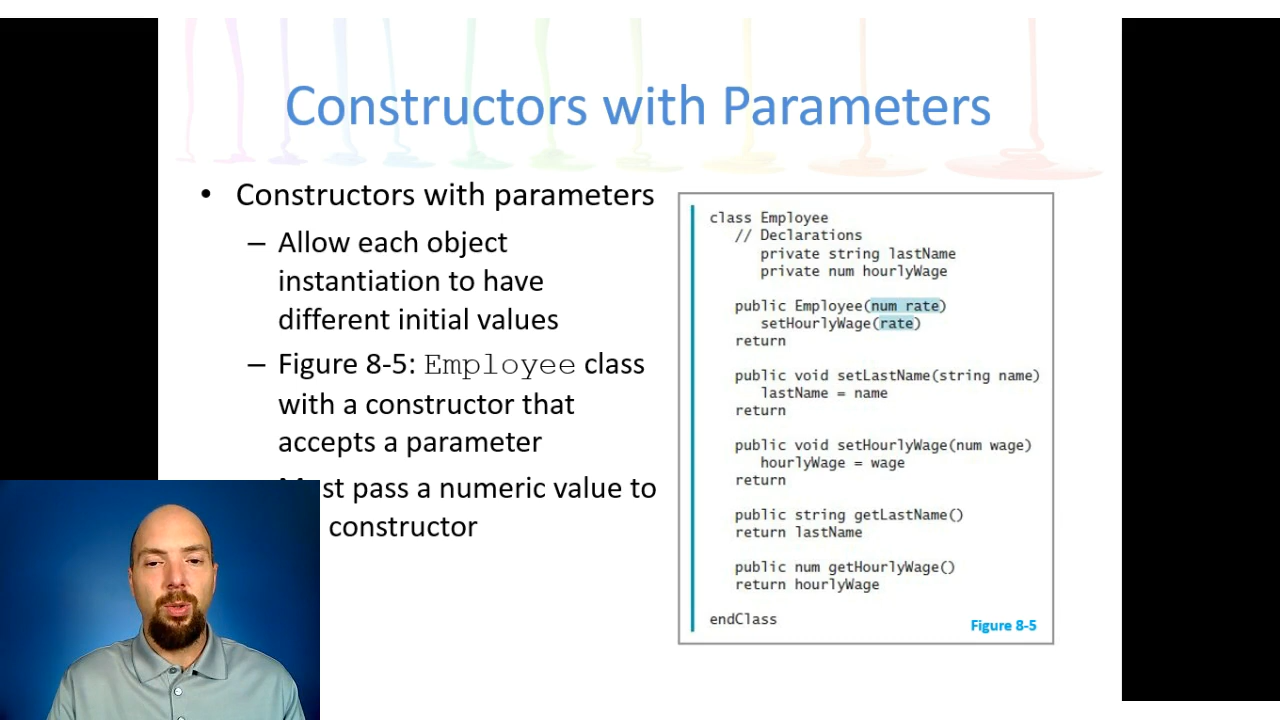 Constructors with Parameters
• Constructors with parameters
– Allow each object
instantiation to have
different initial values
– Figure 8-5: Employee class
with a constructor that
accepts a parameter
pass a numeric value to
constructor
class Employee
// Declarations
private string lastName
private num hourlyWage
public Employee(num rate)
setHourlyWage(rate)
return
public void setLastName(string name)
lastName = name
return
public void setHourlyWage(num wage)
hourlyWage = wage
return
public string getLastName()
return lastName
public num getHourlyWage()
return hourlyWage
endClass
Figure 8-5